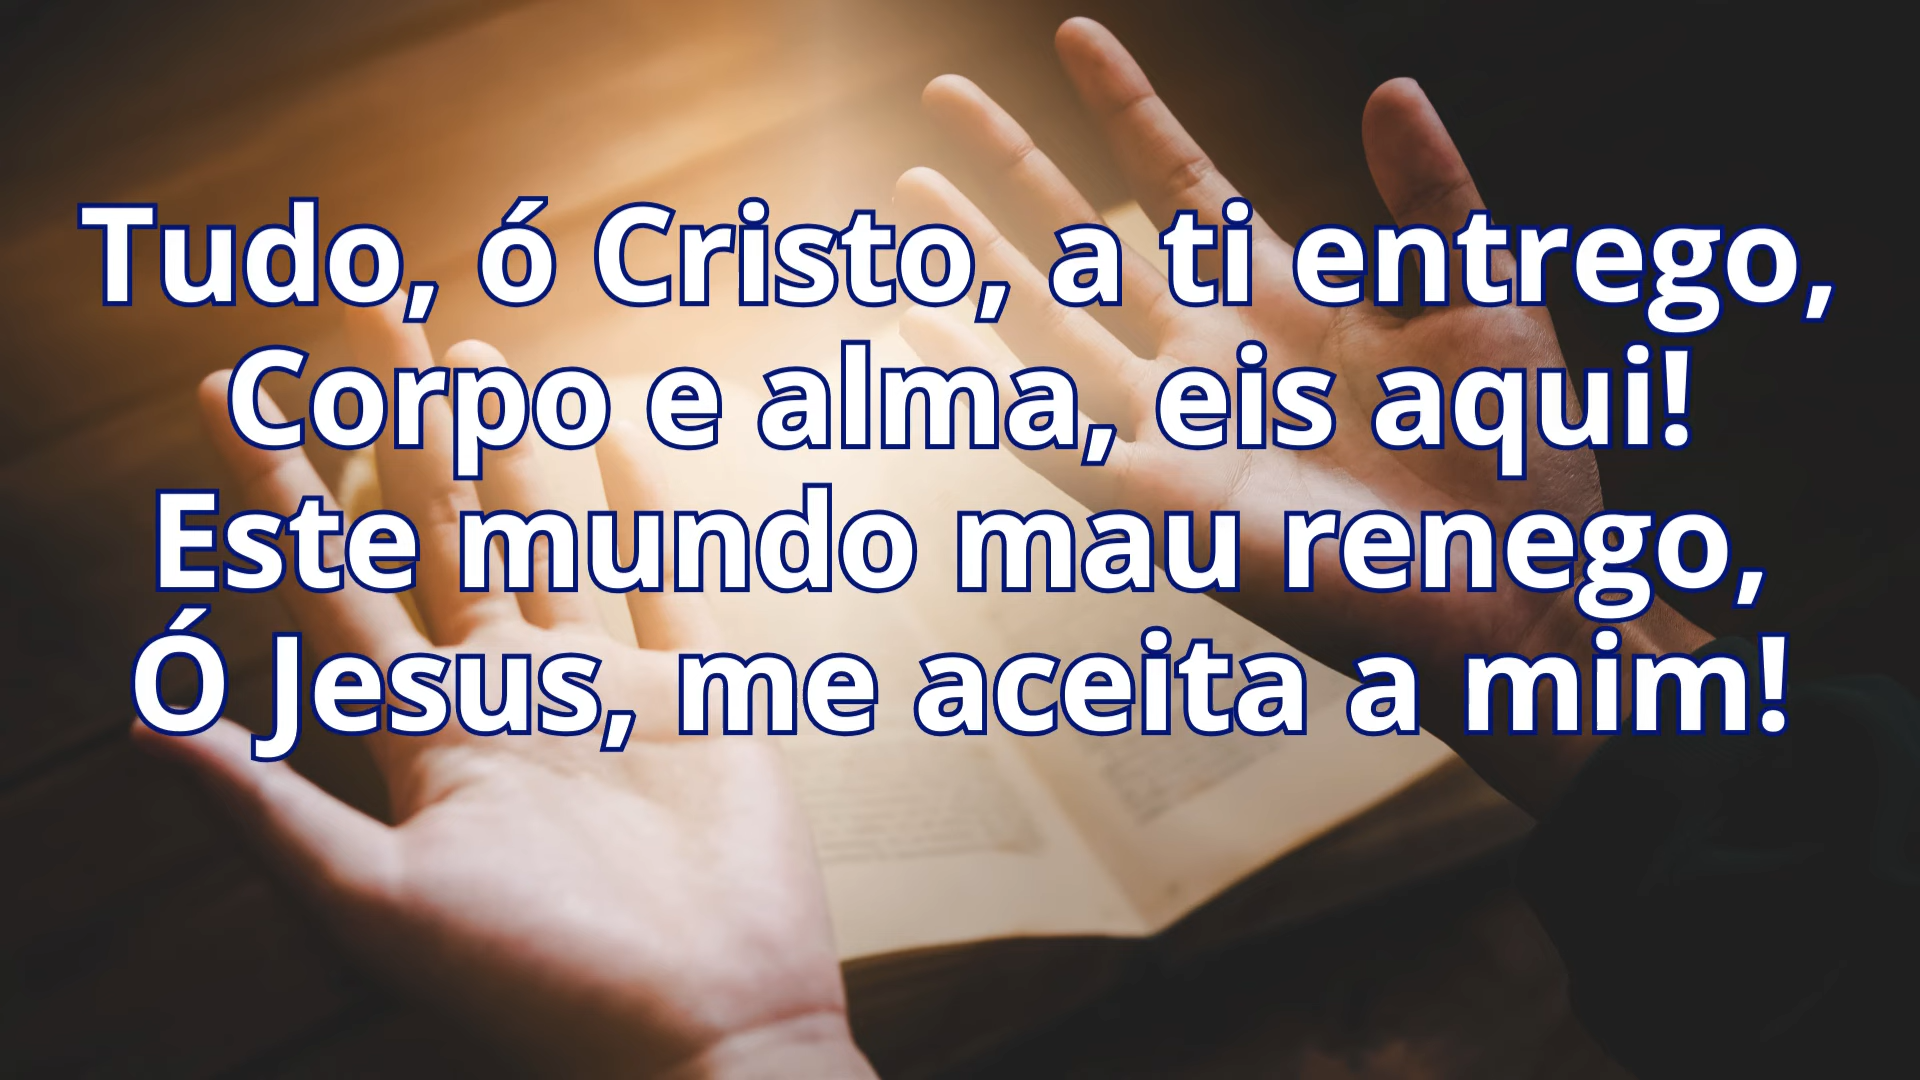 Tudo, ó Cristo, a ti entrego,
Corpo e alma, eis aqui!
Este mundo mau renego,
Ó Jesus, me aceita a mim!